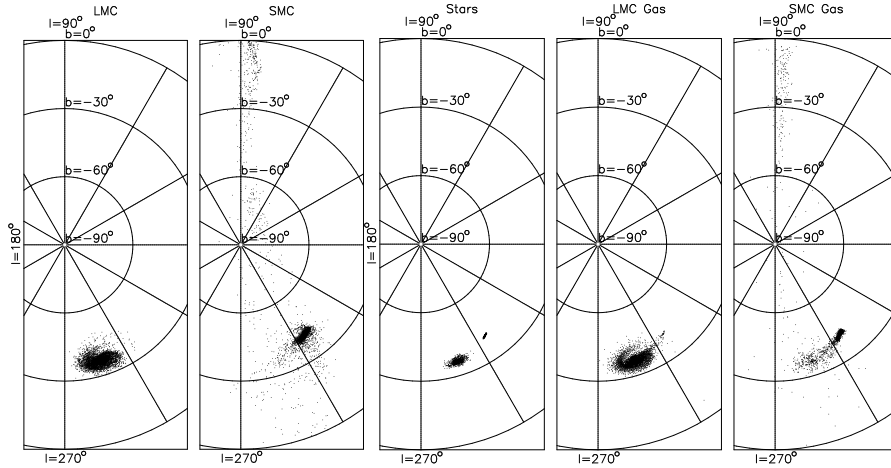 LMC
l=90°
b=0°
b=-30°
b=-60°
b=-90°
l=180°
l=270°
SMC
l=90°
b=0°
b=-30°
b=-60°
b=-90°
l=270°
Stars
l=90°
b=0°
b=-30°
b=-60°
b=-90°
l=180°
l=270°
LMC Gas
l=90°
b=0°
b=-30°
b=-60°
b=-90°
l=270°
SMC Gas
l=90°
b=0°
b=-30°
b=-60°
b=-90°
l=270°